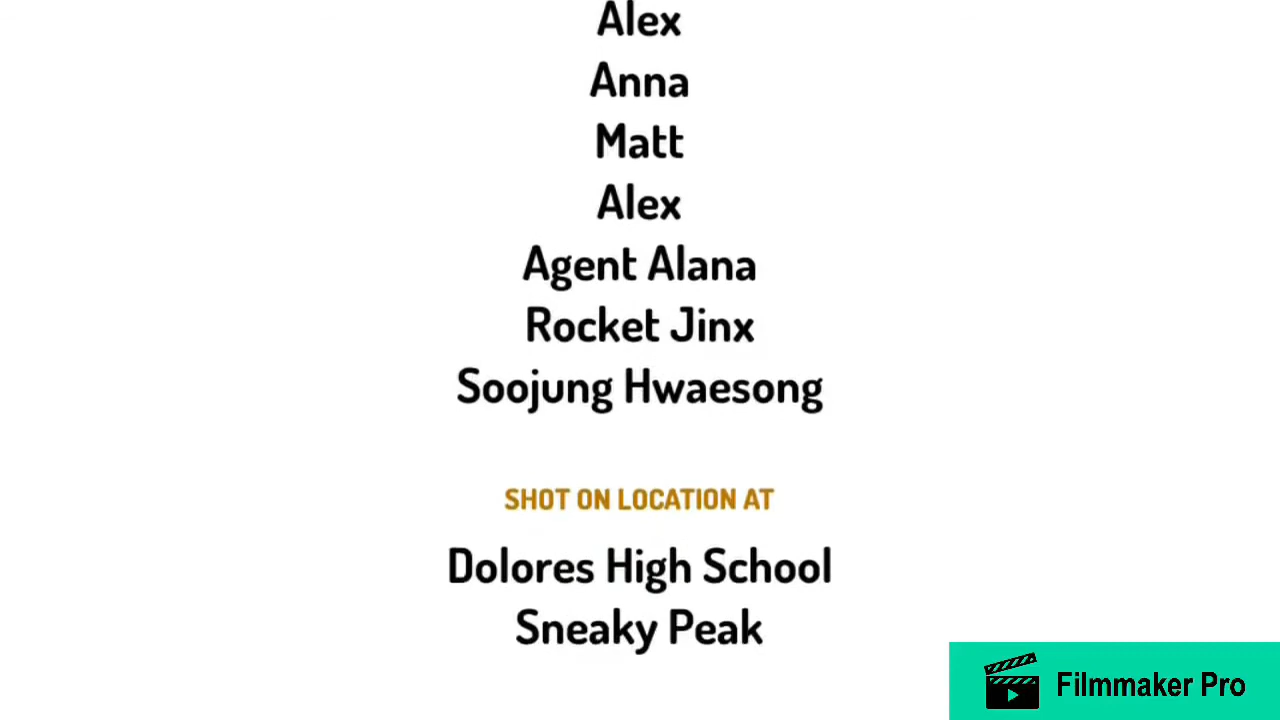 Alex
Anna
Matt
Alex
Agent Alana
Rocket Jinx
Soojung Hwaesong
SHOT ON LOCATION AT
Dolores High School
Sneaky Peak
Filmmaker Pro